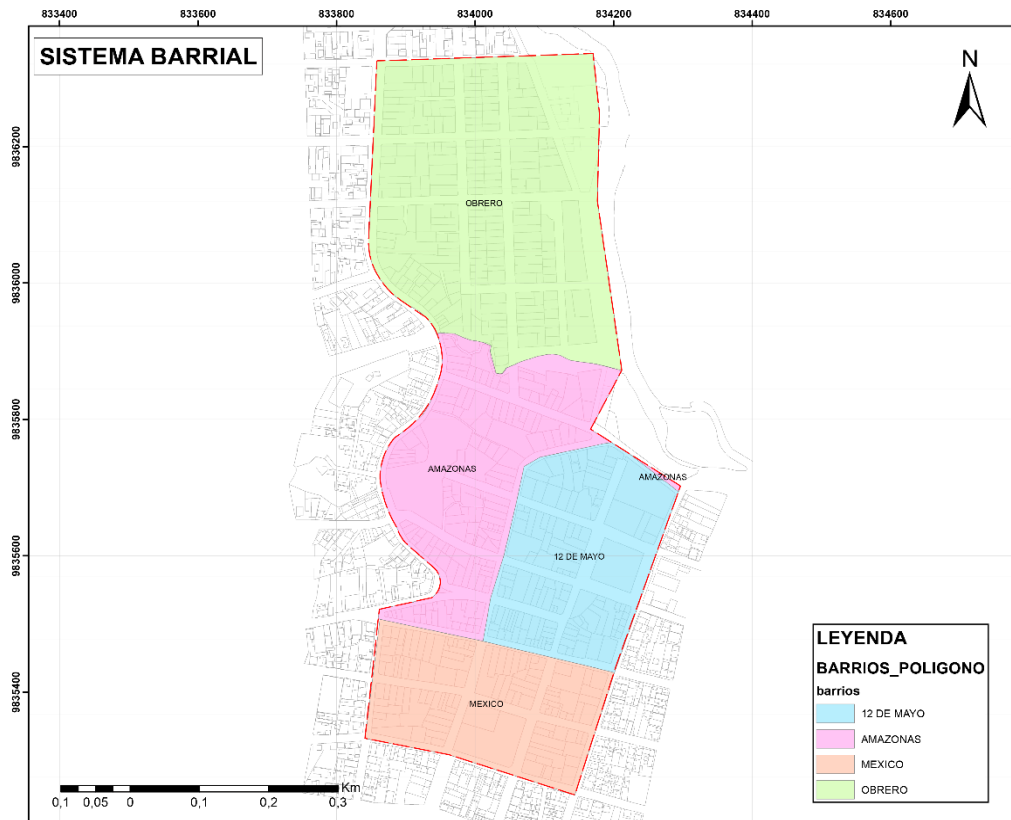 833400 833600 833800 834000 834200 834400 834600
SISTEMA BARRIAL
N
9836200
OBRERO
9836000
9835800
AMAZONAS
AMAZONAS
12 DE MAYO
9835600
9835400
MEXICO
LEYENDA
BARRIOS_POLIGONO
barrios
12 DE MAYO
AMAZONAS
MEXICO
OBRERO
Km
0,1 0,05 0 0,1 0,2 0,3